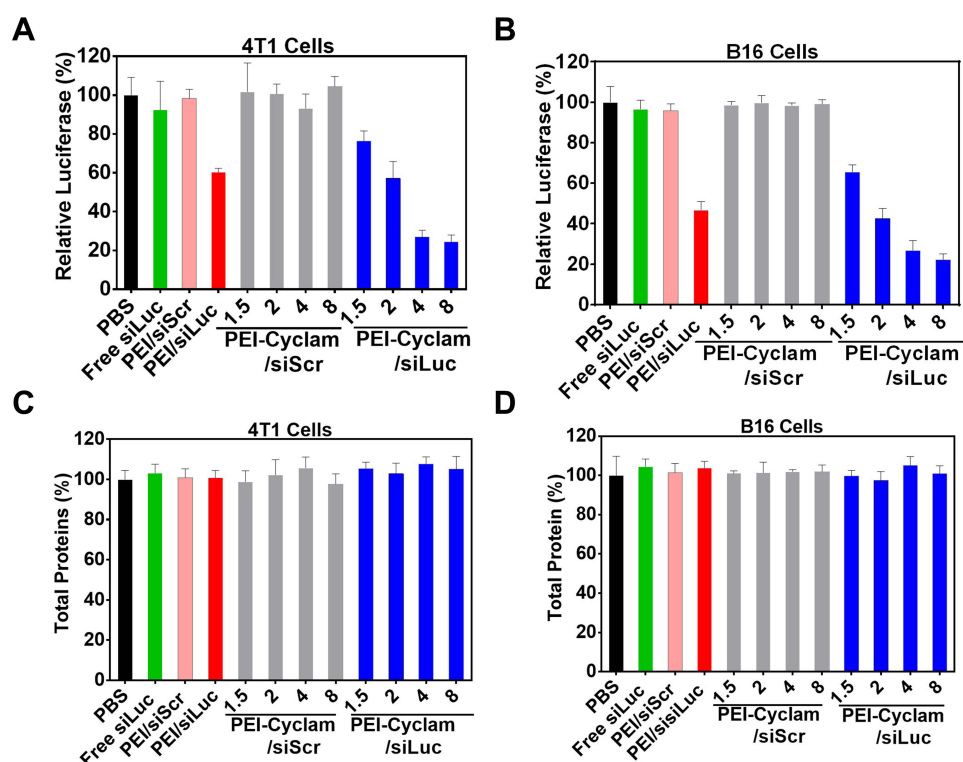 A
4T1 Cells
Relative Luciferase (%)
120
100
80
60
40
20
0
PBS
Free siLuc
PEI/siScr
PEI/siLuc
1.5
2
4
8
1.5
2
4
8
PEI-Cyclam
/siScr
PEI-Cyclam
/siLuc
B
B16 Cells
Relative Luciferase (%)
120
100
80
60
40
20
0
PBS
Free siLuc
PEI/siScr
PEI/siLuc
1.5
2
4
8
1.5
2
4
8
PEI-Cyclam
/siScr
PEI-Cyclam
/siLuc
C
4T1 Cells
Total Proteins (%)
120
100
80
60
40
20
0
PBS
Free siLuc
PEI/siScr
PEI/siLuc
1.5
2
4
8
1.5
2
4
8
PEI-Cyclam
/siScr
PEI-Cyclam
/siLuc
D
B16 Cells
Total Protein (%)
120
100
80
60
40
20
0
PBS
Free siLuc
PEI/siScr
PEI/sisiLuc
1.5
2
4
8
1.5
2
4
8
PEI-Cyclam
/siScr
PEI-Cyclam
/siLuc